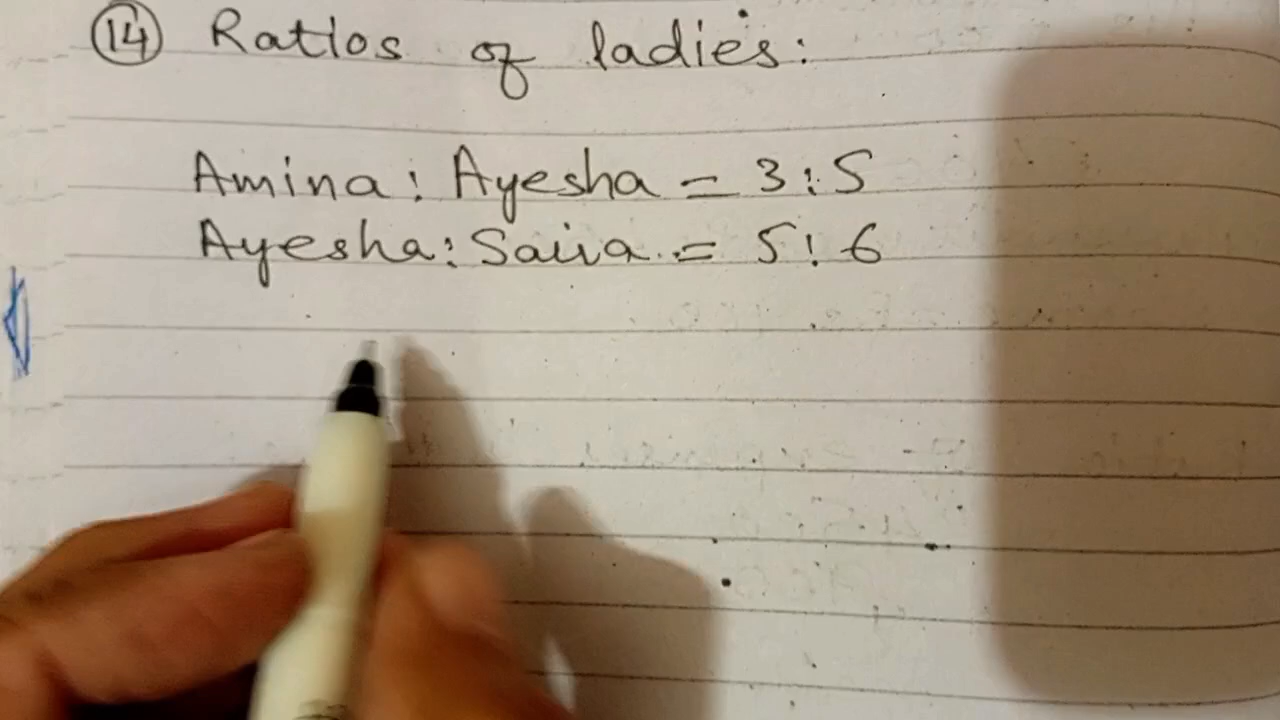 14 Ratios of ladies:
Amina: Ayesha = 3:5
Ayesha: Saira = 5:6